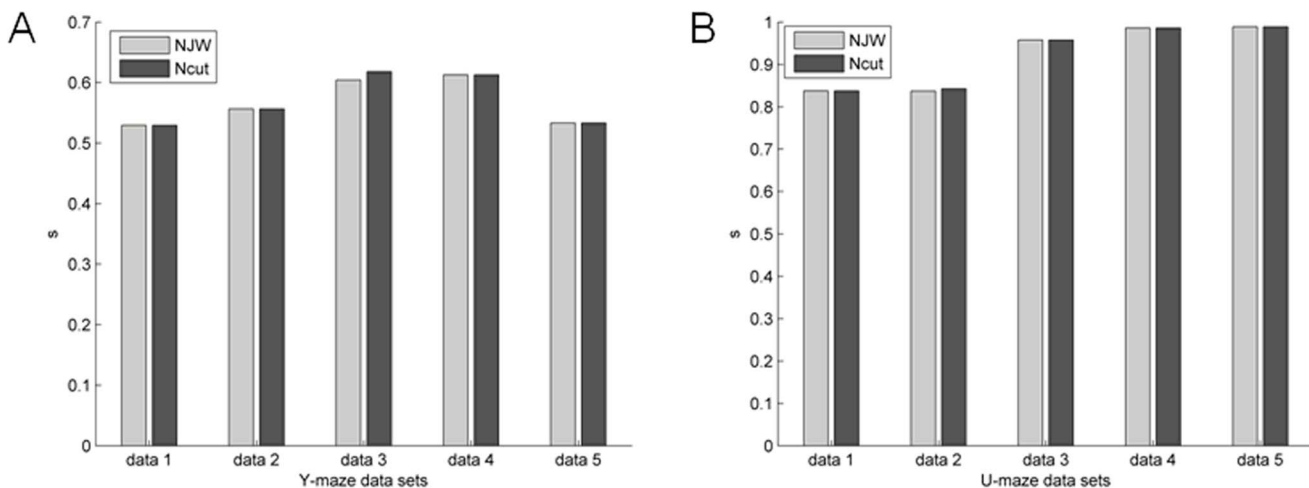 A
0.7
0.6
0.5
0.4
0.3
0.2
0.1
0
s
NJW
Ncut
data 1 data 2 data 3 data 4 data 5
Y-maze data sets
B
1
0.9
0.8
0.7
0.6
0.5
0.4
0.3
0.2
0.1
0
s
NJW
Ncut
data 1 data 2 data 3 data 4 data 5
U-maze data sets